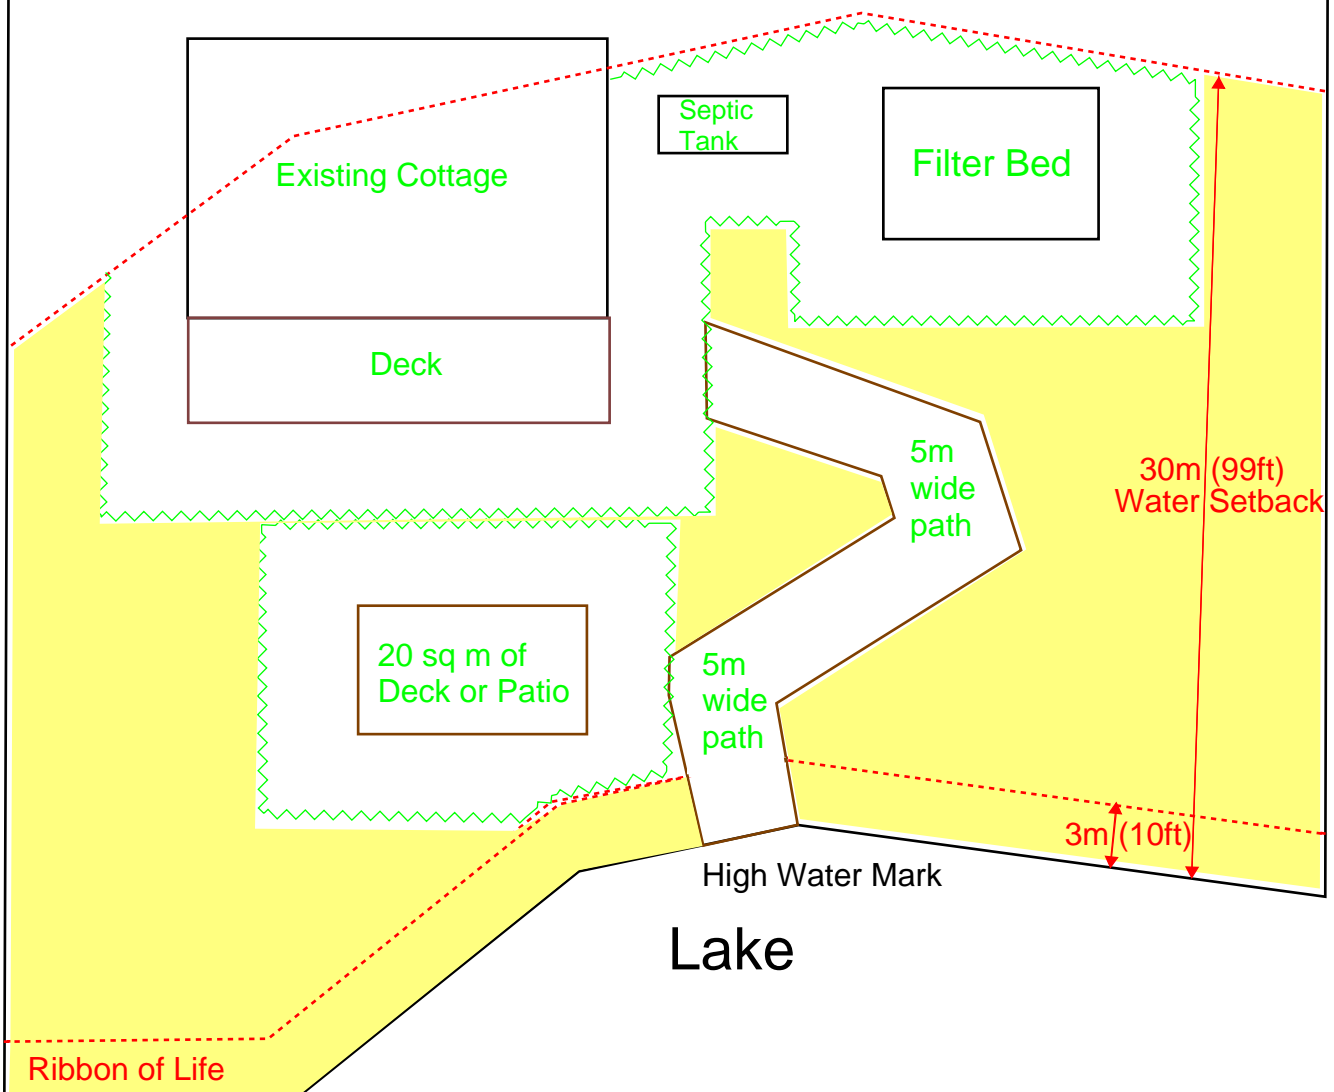 Septic
Tank
Filter Bed
Existing Cottage
Deck
5m
wide
path
30m (99ft)
Water Setback
20 sq m of
Deck or Patio
5m
wide
path
3m (10ft)
High Water Mark
Lake
Ribbon of Life